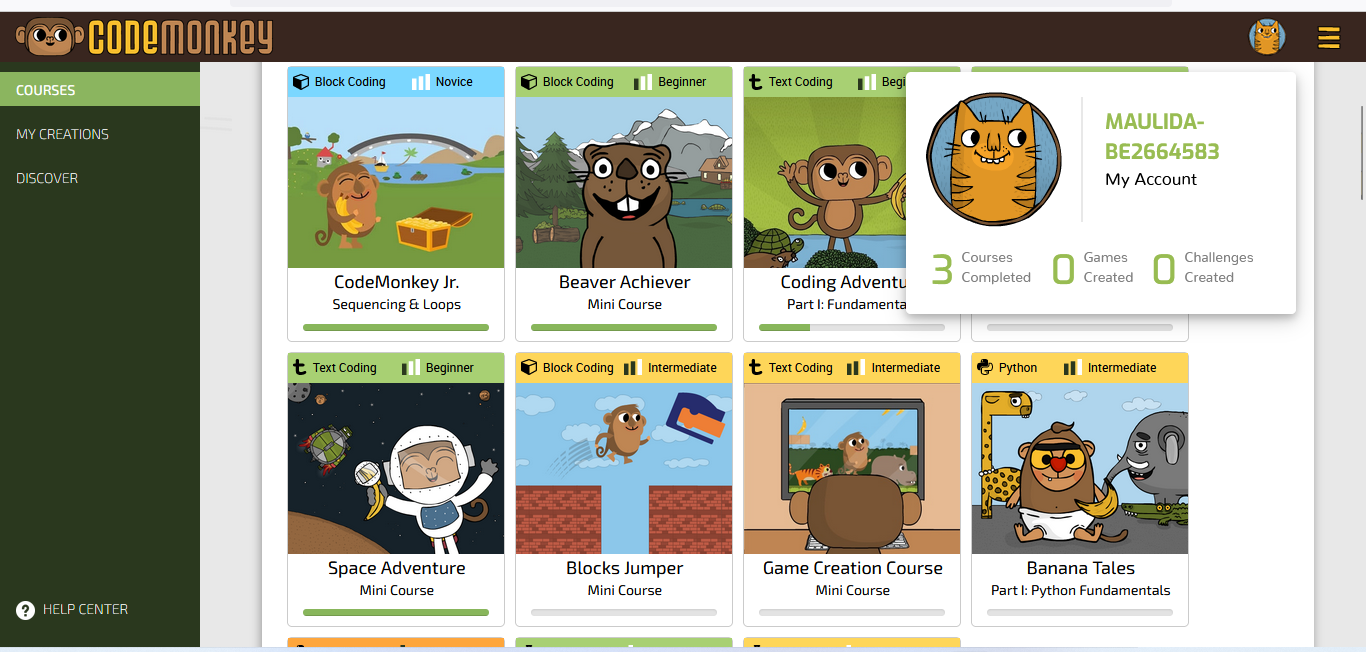 CODEMONKEY
COURSES
MY CREATIONS
DISCOVER
? HELP CENTER
Block Coding Novice
CodeMonkey Jr.
Sequencing & Loops
Block Coding Beginner
Beaver Achiever
Mini Course
t Text Coding Begi
Coding Adventu
Part I: Fundamenta
MAULIDA-
BE2664583
My Account
3 Courses
Completed
0 Games
Created
0 Challenges
Created
t Text Coding Beginner
Space Adventure
Mini Course
Block Coding Intermediate
Blocks Jumper
Mini Course
t Text Coding Intermediate
Game Creation Course
Mini Course
Python Intermediate
Banana Tales
Part I: Python Fundamentals